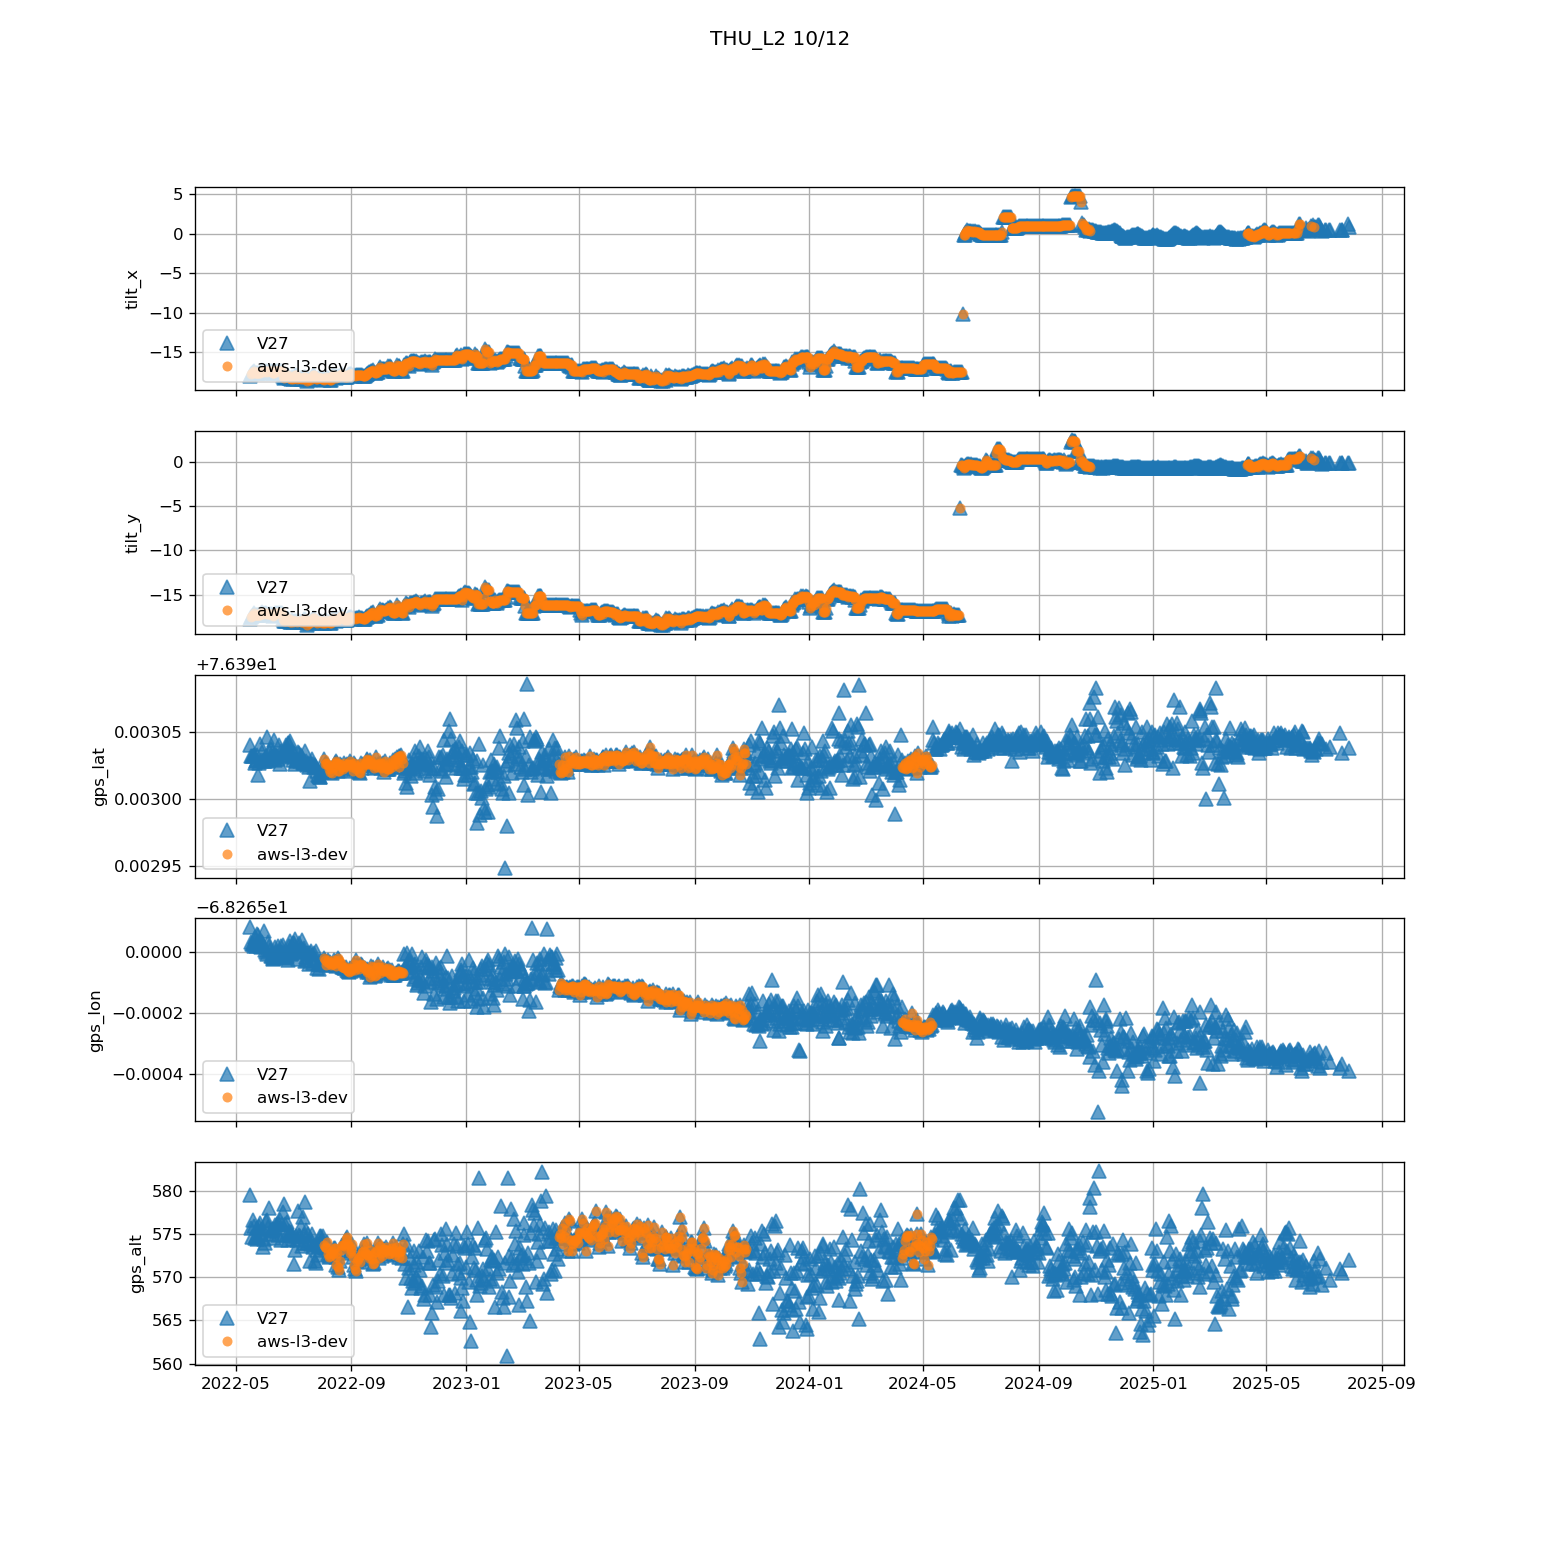 THU_L2 10/12
5
0
−5
−10
−15
tilt_x
V27
aws-l3-dev
0
−5
−10
−15
tilt_y
V27
aws-l3-dev
+7.639e1
0.00305
0.00300
0.00295
gps_lat
V27
aws-l3-dev
−6.8265e1
0.0000
−0.0002
−0.0004
gps_lon
V27
aws-l3-dev
580
575
570
565
560
gps_alt
V27
aws-l3-dev
2022-05 2022-09 2023-01 2023-05 2023-09 2024-01 2024-05 2024-09 2025-01 2025-05 2025-09